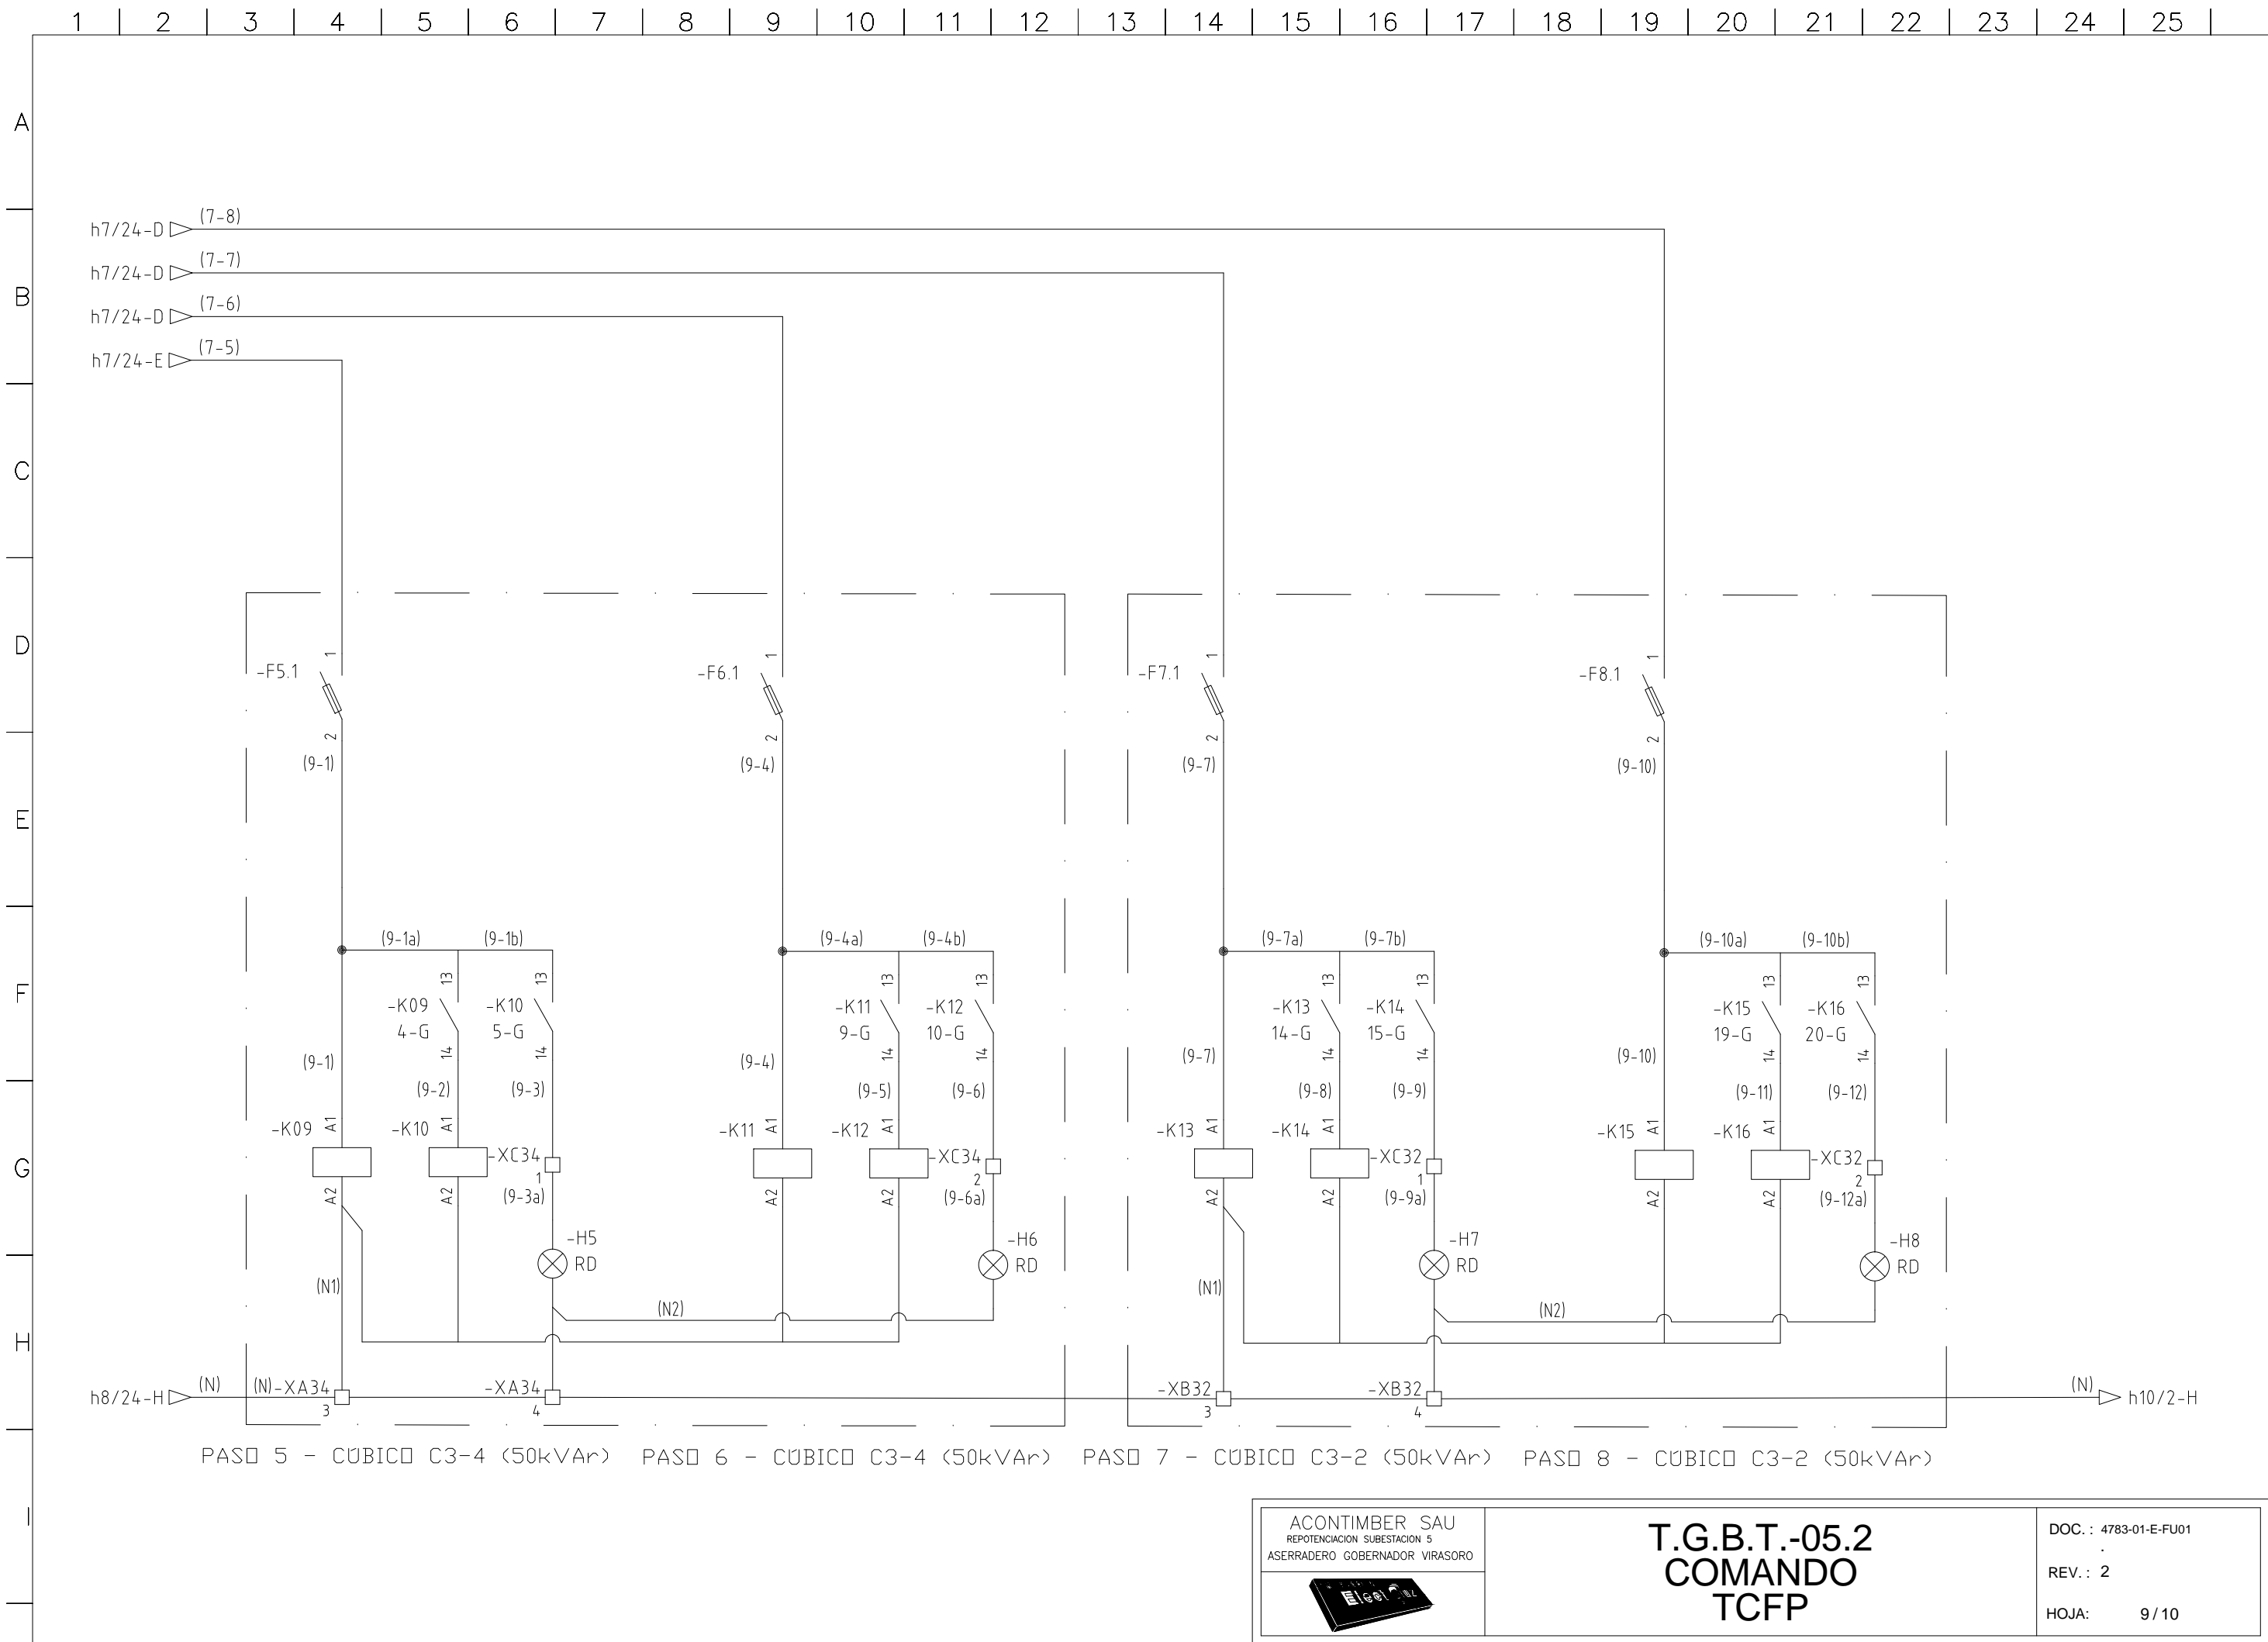 1 2 3 4 5 6 7 8 9 10 11 12 13 14 15 16 17 18 19 20 21 22 23 24 25
A
(7-8)
h7/24-D
(7-7)
h7/24-D
B
(7-6)
h7/24-D
(7-5)
h7/24-E
C
D
1 1 1 1
-F5.1 -F6.1 -F7.1 -F8.1
2 2 2 2
(9-1) (9-4) (9-7) (9-10)
E
(9-1a) (9-1b) (9-4a) (9-4b) (9-7a) (9-7b) (9-10a) (9-10b)
13 13 13 13 13 13 13 13
F
-K09 -K10 -K11 -K12 -K13 -K14 -K15 -K16
4-G 5-G 9-G 10-G 14-G 15-G 19-G 20-G
14 14 14 14 14 14 14 14
(9-1) (9-4) (9-7) (9-10)
(9-2) (9-3) (9-5) (9-6) (9-8) (9-9) (9-11) (9-12)
A1 A1 A1 A1 A1 A1 A1 A1
-K09 -K10 -K11 -K12 -K13 -K14 -K15 -K16
-XC34 -XC34 -XC32 -XC32
G
1 2 1 2
A2 A2 A2 A2 A2 A2 A2 A2
(9-3a) (9-6a) (9-9a) (9-12a)
-H5 -H6 -H7 -H8
RD RD RD RD
(N1) (N1)
(N2) (N2)
H
h8/24-H (N) (N)-XA34 -XA34 -XB32 -XB32 (N) h10/2-H
3 4 3 4
PASO 5 - CÚBICO C3-4 (50kVAr) PASO 6 - CÚBICO C3-4 (50kVAr) PASO 7 - CÚBICO C3-2 (50kVAr) PASO 8 - CÚBICO C3-2 (50kVAr)
I
ACONTIMBER SAU
REPOTENCIACION SUBESTACION 5
ASERRADERO GOBERNADOR VIRASORO
T.G.B.T.-05.2
COMANDO
TCFP
DOC. : 4783-01-E-FU01
.
REV. : 2
HOJA: 9/10